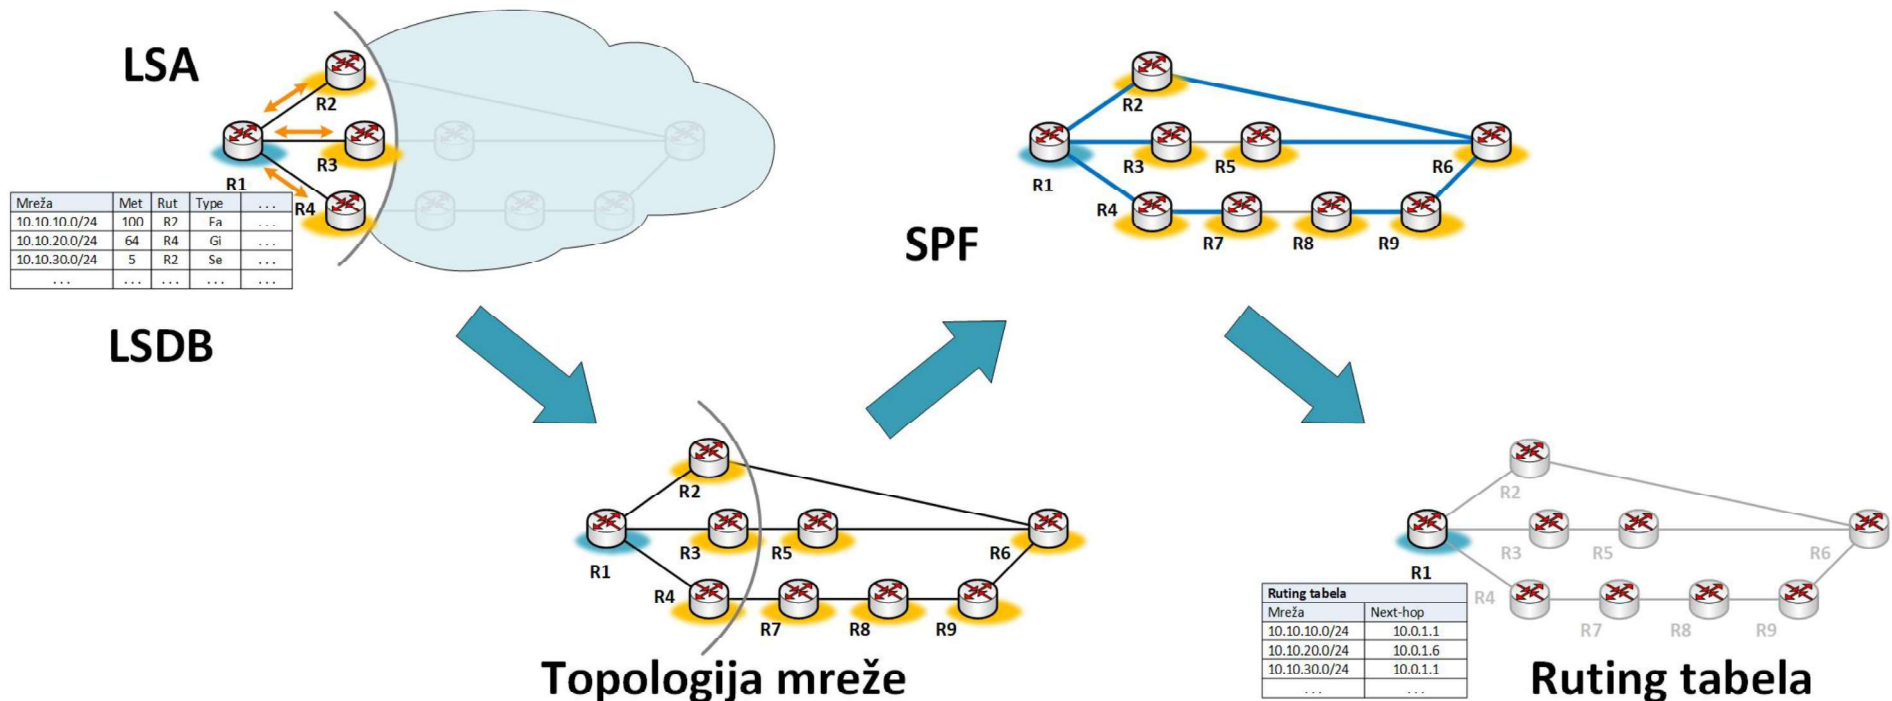 LSA
R2
R3
R1
R4
Mreža Met Rut Type ...
10.10.10.0/24 100 R2 Fa ...
10.10.20.0/24 64 R4 Gi ...
10.10.30.0/24 5 R2 Se ...
... ... ... ... ...
LSDB
R2
R3 R5 R6
R1
R4
R7 R8 R9
SPF
R2
R3 R5 R6
R1
R4
R7 R8 R9
Topologija mreže
R2
R3 R5 R6
R1
R4
R7 R8 R9
Ruting tabela
Mreža Next-hop
10.10.10.0/24 10.0.1.1
10.10.20.0/24 10.0.1.6
10.10.30.0/24 10.0.1.1
... ...
Ruting tabela